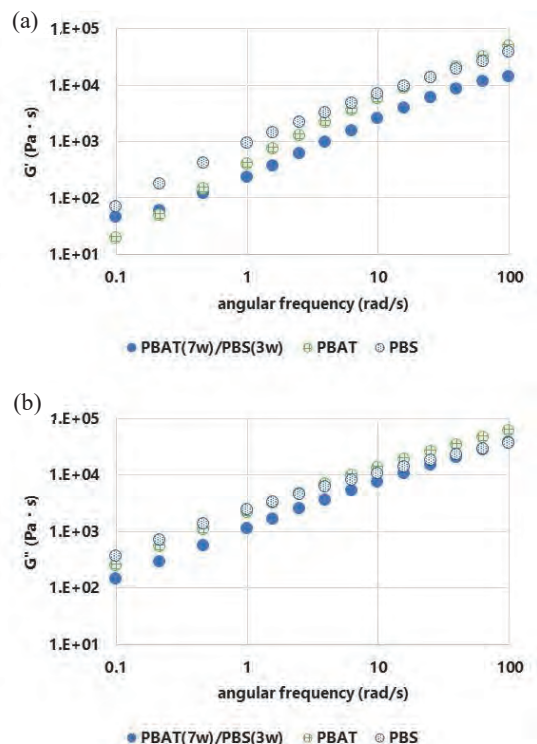 (a)
1.E+05
1.E+04
1.E+03
1.E+02
1.E+01
G' (Pa・s)
0.1 1 10 100
angular frequency (rad/s)
PBAT(7w)/PBS(3w) PBAT PBS
(b)
1.E+05
1.E+04
1.E+03
1.E+02
1.E+01
G" (Pa・s)
0.1 1 10 100
angular frequency (rad/s)
PBAT(7w)/PBS(3w) PBAT PBS